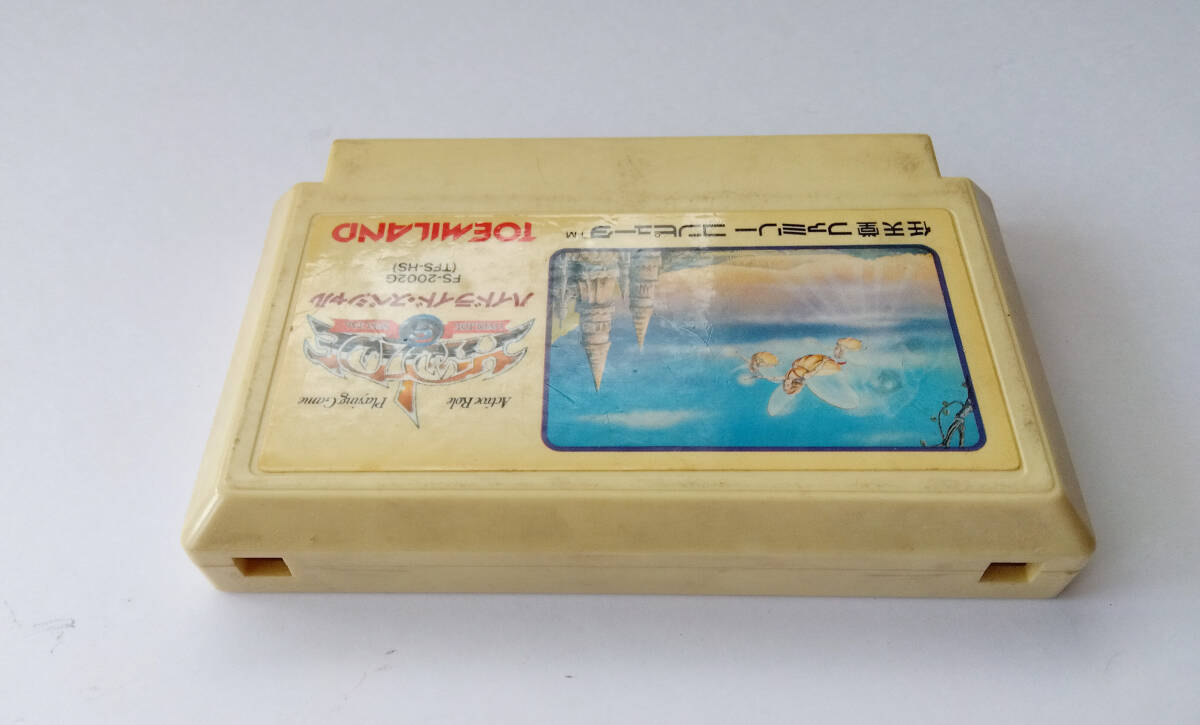 任天堂 ファミリー コンピュータ™
TOEMILAND
FS-2002G
(TFS-HS)
ハイドライド・スペシャル
Active Role
Playing Game